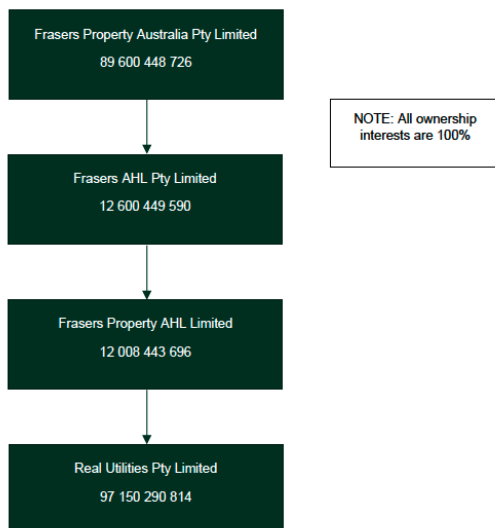 Frasers Property Australia Pty Limited
89 600 448 726
NOTE: All ownership
interests are 100%
Frasers AHL Pty Limited
12 600 449 590
Frasers Property AHL Limited
12 008 443 696
Real Utilities Pty Limited
97 150 290 814